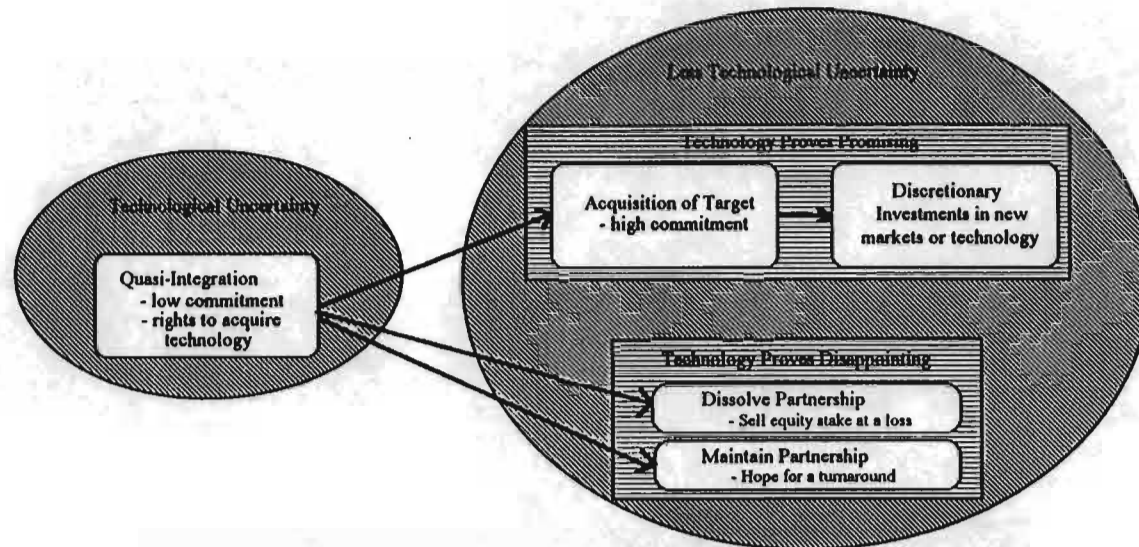 Less Technological Uncertainty
Technology Proves Promising
Acquisition of Target
- high commitment
Discretionary
Investments in new
markets or technology
Technological Uncertainty
Quasi-Integration
- low commitment
- rights to acquire
technology
Technology Proves Disappointing
Dissolve Partnership
- Sell equity stake at a loss
Maintain Partnership
- Hope for a turnaround